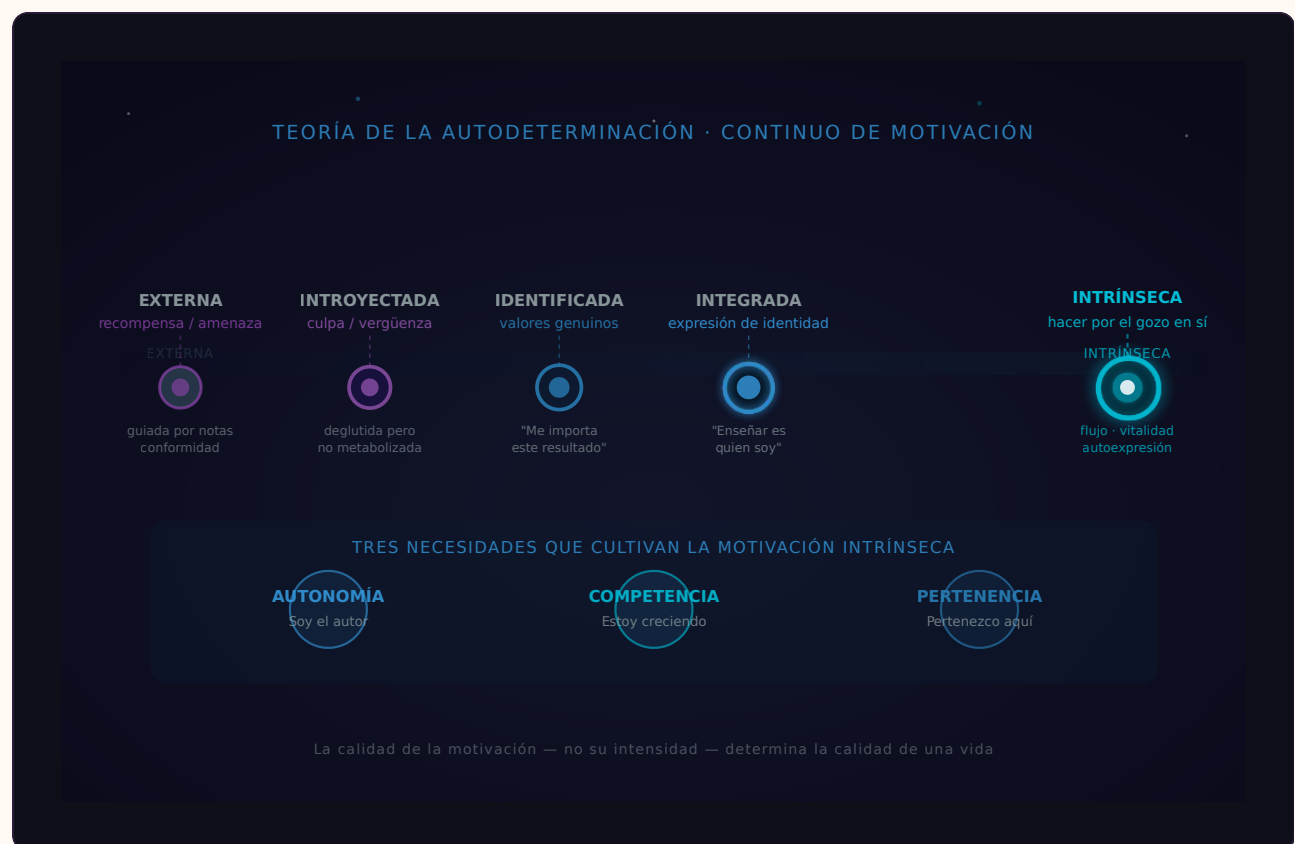 TEORÍA DE LA AUTODETERMINACIÓN · CONTINUO DE MOTIVACIÓN
EXTERNA
recompensa / amenaza
EXTERNA
guiada por notas
conformidad
INTROYECTADA
culpa / vergüenza
deglutida pero
no metabolizada
IDENTIFICADA
valores genuinos
"Me importa
este resultado"
INTEGRADA
expresión de identidad
"Enseñar es
quien soy"
INTRÍNSECA
hacer por el gozo en sí
INTRÍNSECA
flujo · vitalidad
autoexpresión
TRES NECESIDADES QUE CULTIVAN LA MOTIVACIÓN INTRÍNSECA
AUTONOMÍA
Soy el autor
COMPETENCIA
Estoy creciendo
PERTENENCIA
Pertenezco aquí
La calidad de la motivación — no su intensidad — determina la calidad de una vida